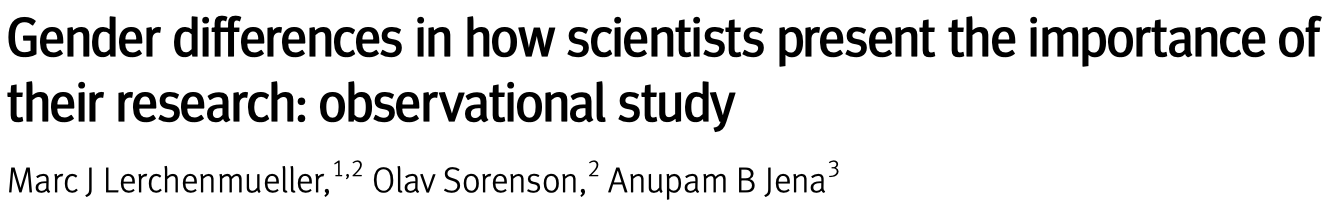 Gender differences in how scientists present the importance of
their research: observational study
Marc J Lerchenmueller,1,2 Olav Sorenson,2 Anupam B Jena3